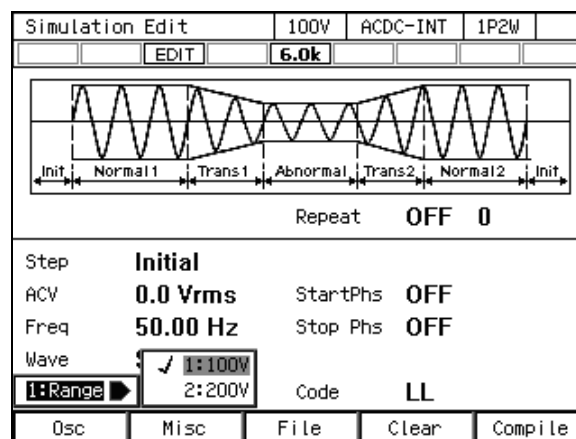 Simulation Edit 100V ACDC-INT 1P2W
EDIT 6.0k
Init Normal1 Trans1 Abnormal Trans2 Normal2 Init
Repeat OFF 0
Step Initial
ACV 0.0 Vrms StartPhs OFF
Freq 50.00 Hz Stop Phs OFF
Wave
✓ 1:100V
1:Range 2:200V Code LL
Osc Misc File Clear Compile